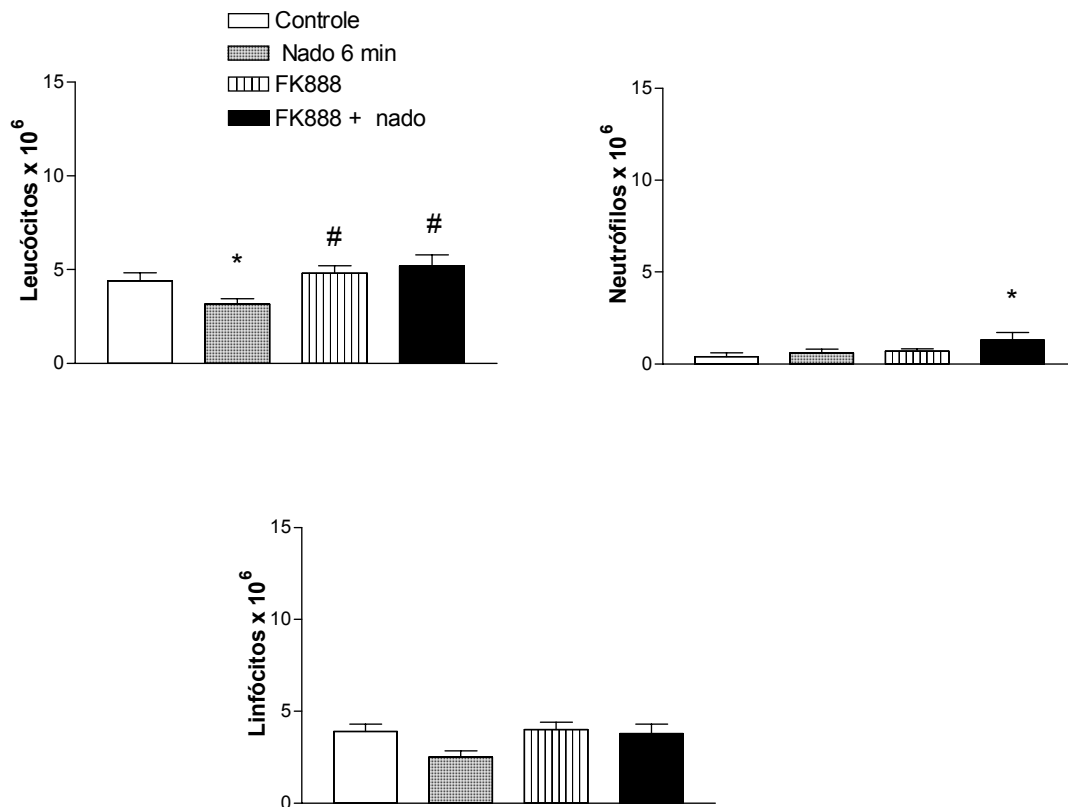 Controle
Nado 6 min
FK888
FK888 + nado
Leucócitos x 10⁶
15
10
5
0
*
#
#
Neutrófilos x 10⁶
15
10
5
0
*
Linfócitos x 10⁶
15
10
5
0